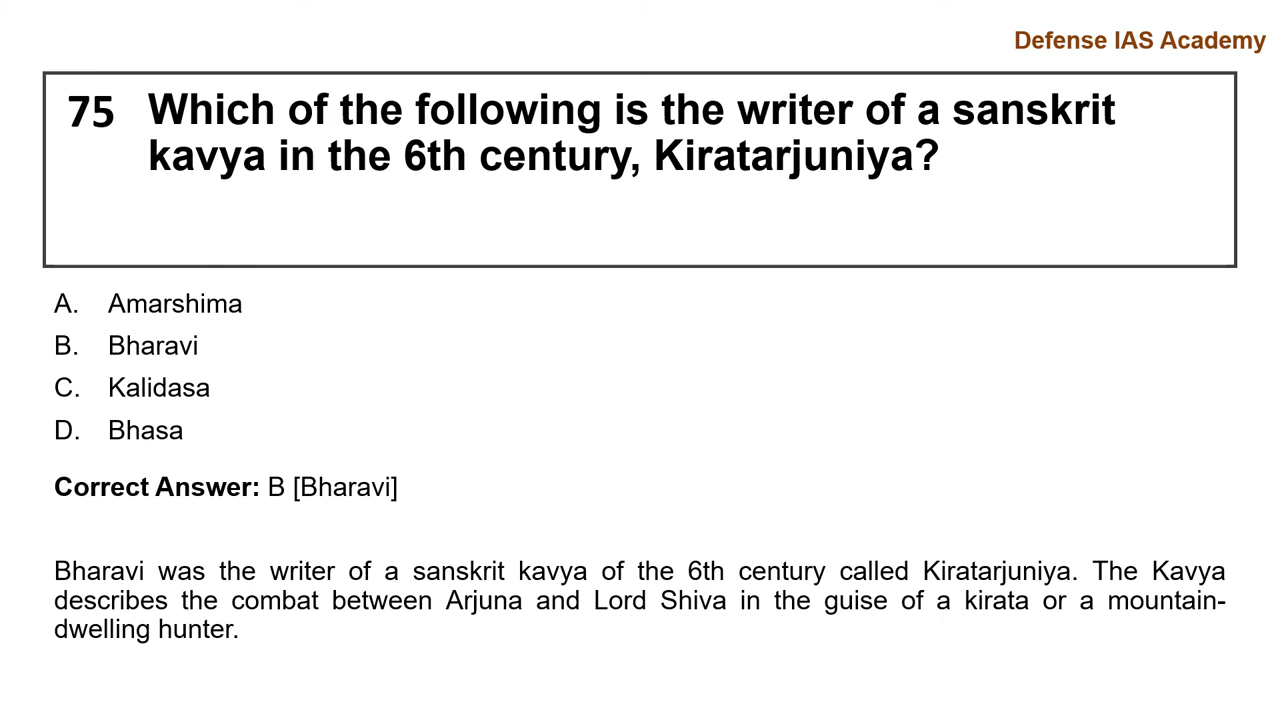 Defense IAS Academy
75 Which of the following is the writer of a sanskrit
kavya in the 6th century, Kiratarjuniya?
A. Amarshima
B. Bharavi
C. Kalidasa
D. Bhasa
Correct Answer: B [Bharavi]
Bharavi was the writer of a sanskrit kavya of the 6th century called Kiratarjuniya. The Kavya
describes the combat between Arjuna and Lord Shiva in the guise of a kirata or a mountain-
dwelling hunter.